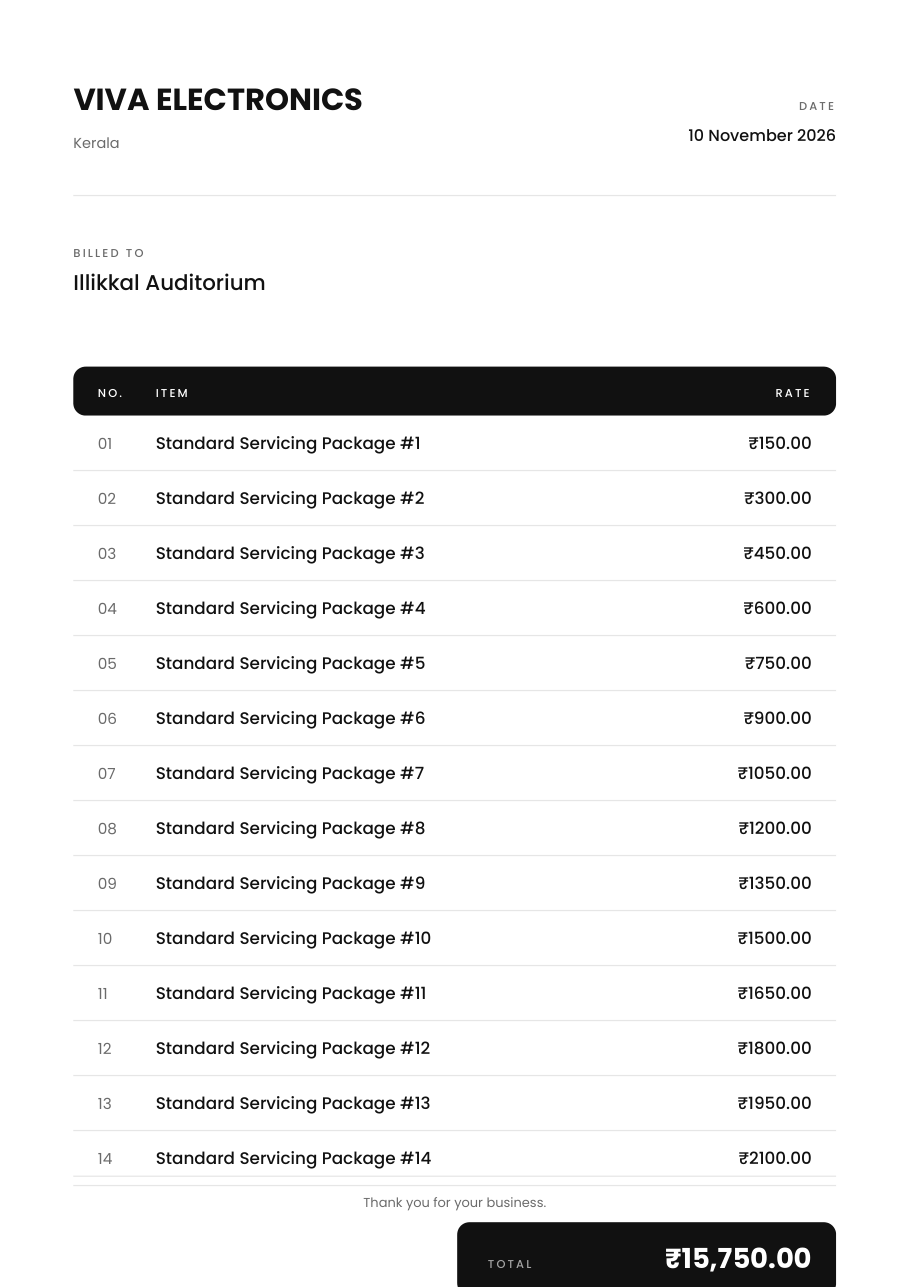 VIVA ELECTRONICS
Kerala
DATE
10 November 2026
BILLED TO
Illikkal Auditorium
NO. ITEM RATE
01 Standard Servicing Package #1 ₹150.00
02 Standard Servicing Package #2 ₹300.00
03 Standard Servicing Package #3 ₹450.00
04 Standard Servicing Package #4 ₹600.00
05 Standard Servicing Package #5 ₹750.00
06 Standard Servicing Package #6 ₹900.00
07 Standard Servicing Package #7 ₹1050.00
08 Standard Servicing Package #8 ₹1200.00
09 Standard Servicing Package #9 ₹1350.00
10 Standard Servicing Package #10 ₹1500.00
11 Standard Servicing Package #11 ₹1650.00
12 Standard Servicing Package #12 ₹1800.00
13 Standard Servicing Package #13 ₹1950.00
14 Standard Servicing Package #14 ₹2100.00
Thank you for your business.
TOTAL ₹15,750.00